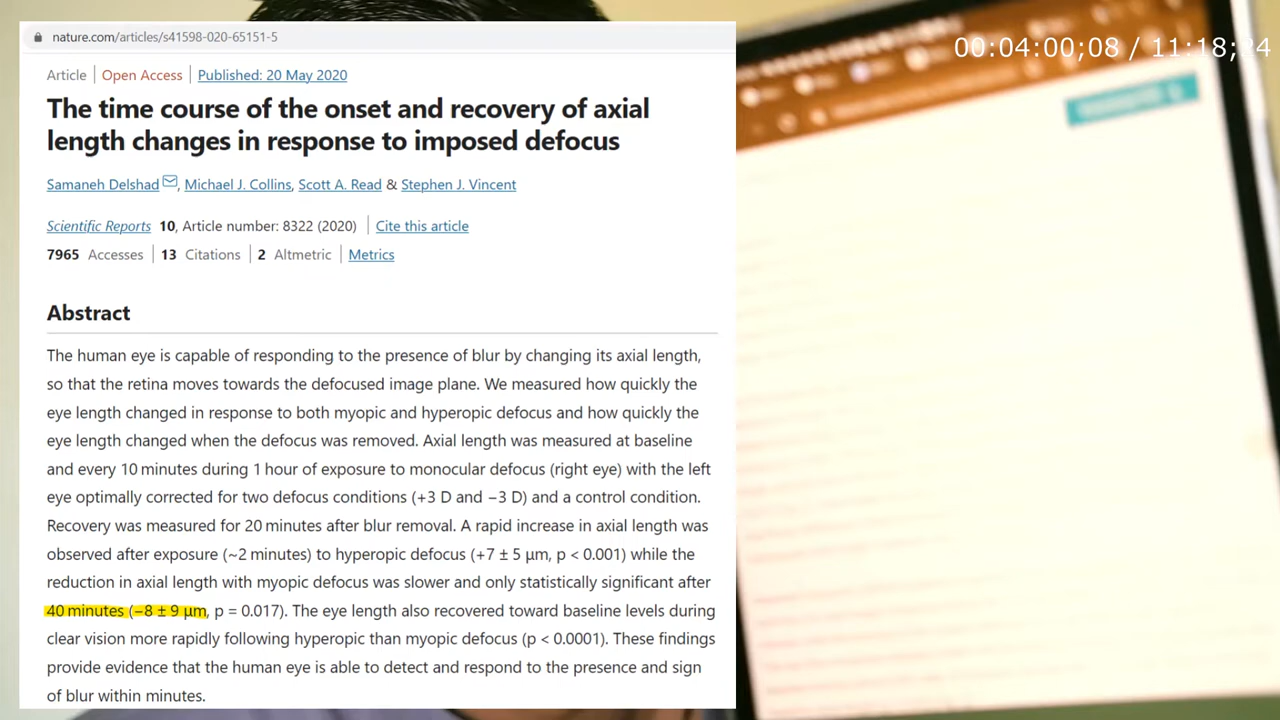 nature.com/articles/s41598-020-65151-5
00:04:00;08 / 11:18;24
Article | Open Access | Published: 20 May 2020
The time course of the onset and recovery of axial
length changes in response to imposed defocus
Samaneh Delshad, Michael J. Collins, Scott A. Read & Stephen J. Vincent
Scientific Reports 10, Article number: 8322 (2020) | Cite this article
7965 Accesses | 13 Citations | 2 Altmetric | Metrics
Abstract
The human eye is capable of responding to the presence of blur by changing its axial length,
so that the retina moves towards the defocused image plane. We measured how quickly the
eye length changed in response to both myopic and hyperopic defocus and how quickly the
eye length changed when the defocus was removed. Axial length was measured at baseline
and every 10 minutes during 1 hour of exposure to monocular defocus (right eye) with the left
eye optimally corrected for two defocus conditions (+3 D and −3 D) and a control condition.
Recovery was measured for 20 minutes after blur removal. A rapid increase in axial length was
observed after exposure (~2 minutes) to hyperopic defocus (+7 ± 5 μm, p < 0.001) while the
reduction in axial length with myopic defocus was slower and only statistically significant after
40 minutes (−8 ± 9 μm, p = 0.017). The eye length also recovered toward baseline levels during
clear vision more rapidly following hyperopic than myopic defocus (p < 0.0001). These findings
provide evidence that the human eye is able to detect and respond to the presence and sign
of blur within minutes.